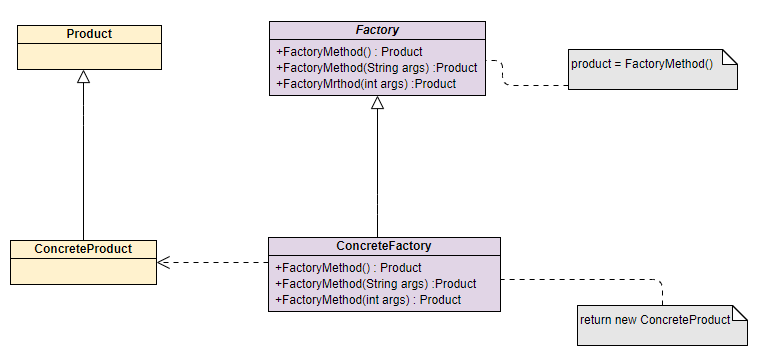 Product
Factory
+FactoryMethod() : Product
+FactoryMethod(String args) :Product
+FactoryMrthod(int args) :Product
product = FactoryMethod()
ConcreteProduct
ConcreteFactory
+FactoryMethod() : Product
+FactoryMethod(String args) :Product
+FactoryMethod(int args) : Product
return new ConcreteProduct